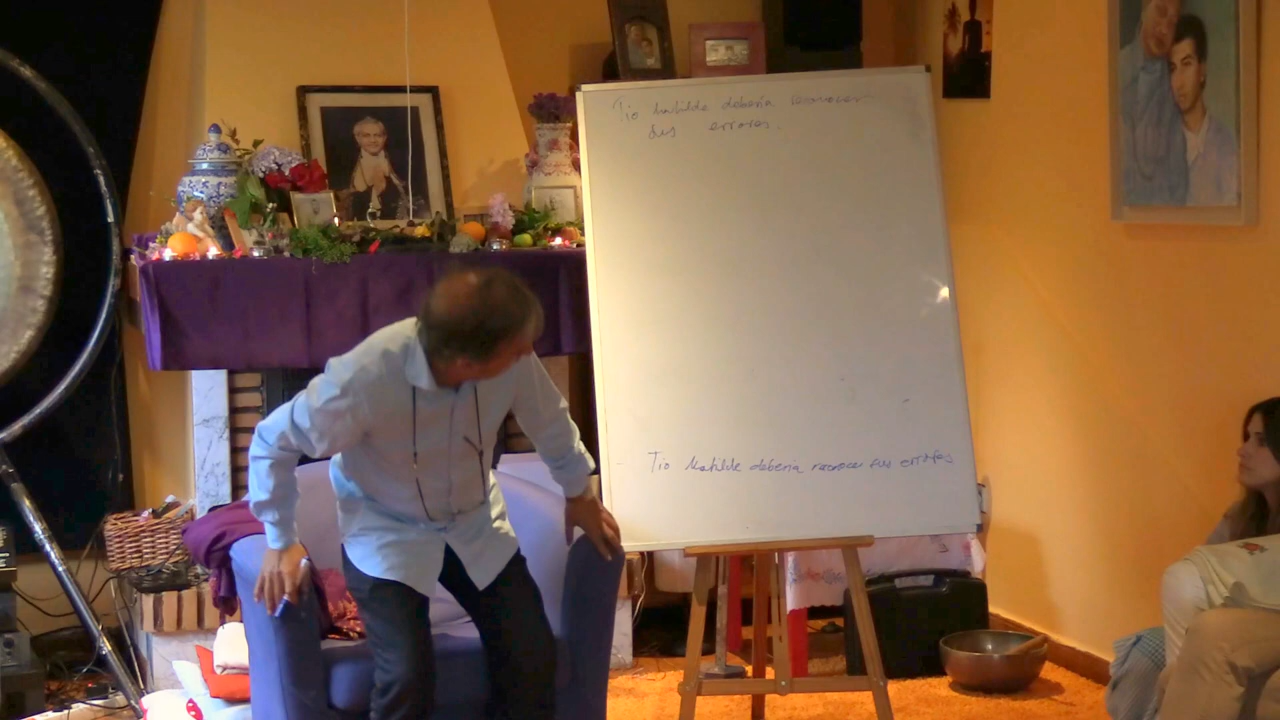 Tio Matilde debería reconocer
sus errores.
Tio Matilde debería reconocer sus errores